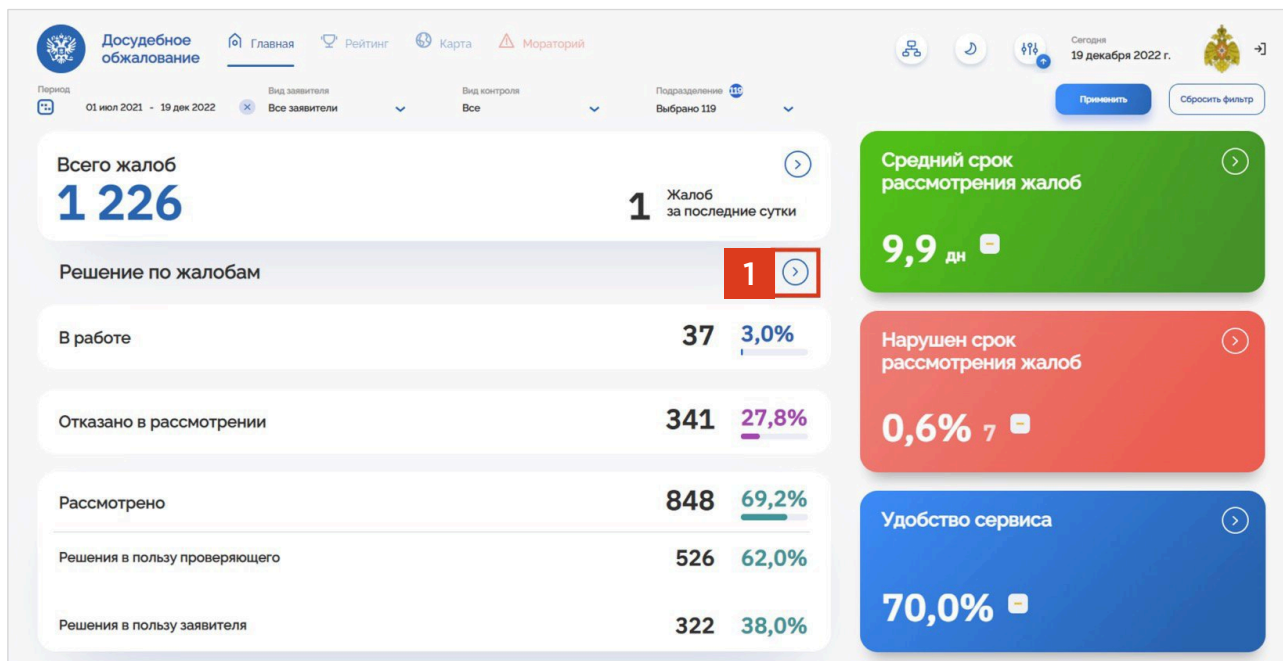 Досудебное
обжалование
Главная
Рейтинг
Карта
Мораторий
Сегодня
19 декабря 2022 г.
Период
01 июл 2021 - 19 дек 2022
Вид заявителя
Все заявители
Вид контроля
Все
Подразделение 119
Выбрано 119
Применить
Сбросить фильтр
Всего жалоб
1 226
1 Жалоб
за последние сутки
Решение по жалобам
1
В работе 37 3,0%
Отказано в рассмотрении 341 27,8%
Рассмотрено 848 69,2%
Решения в пользу проверяющего 526 62,0%
Решения в пользу заявителя 322 38,0%
Средний срок
рассмотрения жалоб
9,9 дн
Нарушен срок
рассмотрения жалоб
0,6% 7
Удобство сервиса
70,0%